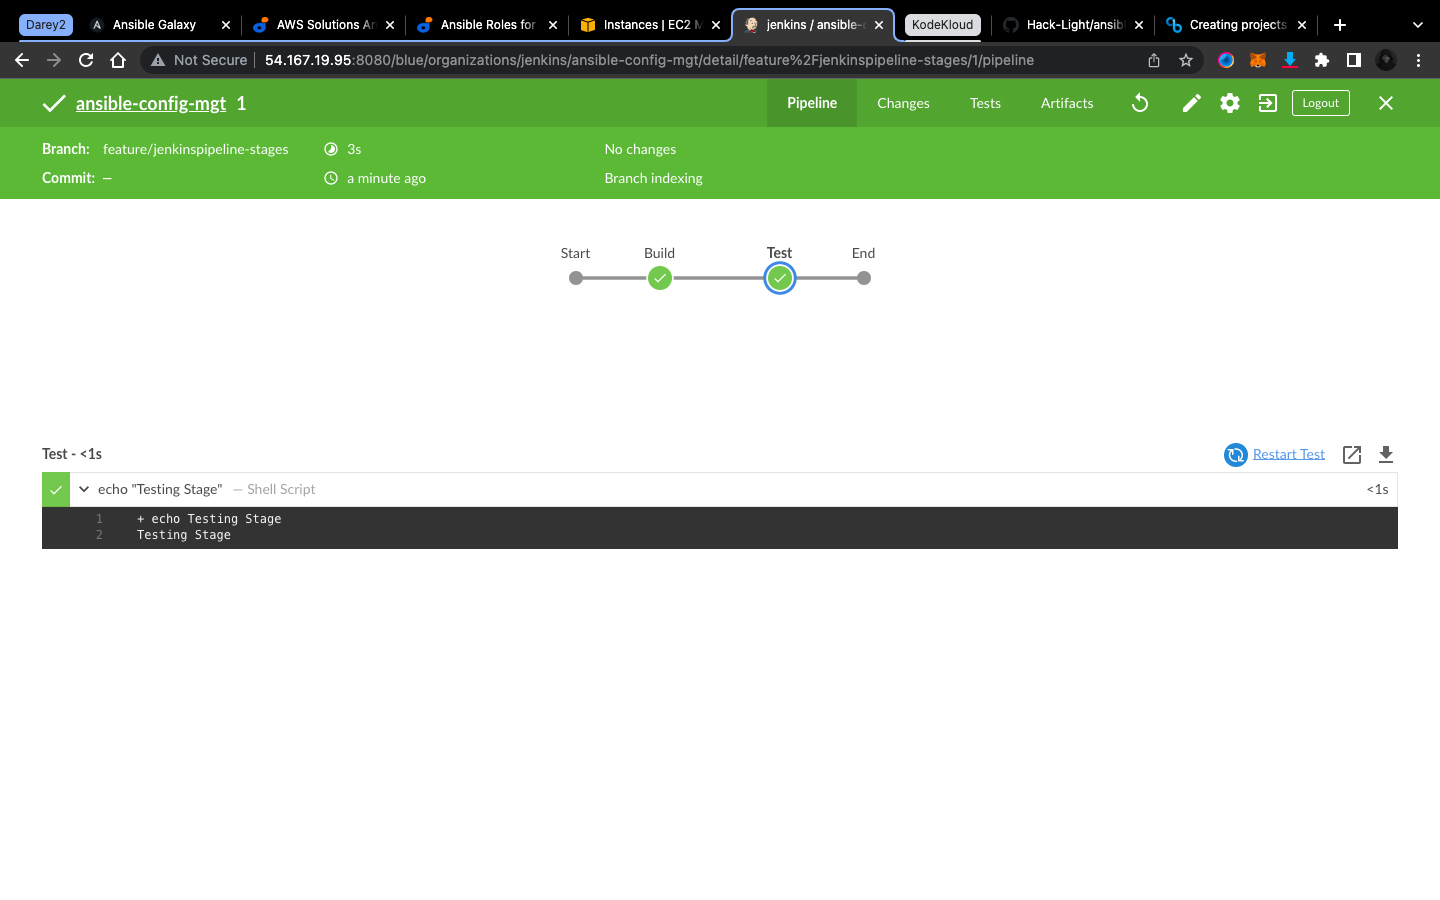 Darey2
A Ansible Galaxy
AWS Solutions Ar
Ansible Roles for
Instances | EC2 M
jenkins / ansible-c
KodeKloud
Hack-Light/ansib
Creating projects
Not Secure
54.167.19.95:8080/blue/organizations/jenkins/ansible-config-mgt/detail/feature%2Fjenkinspipeline-stages/1/pipeline
ansible-config-mgt 1
Pipeline
Changes
Tests
Artifacts
Logout
Branch: feature/jenkinspipeline-stages
3s
No changes
Commit: –
a minute ago
Branch indexing
Start
Build
Test
End
Test - <1s
Restart Test
echo "Testing Stage" — Shell Script
<1s
1 + echo Testing Stage
2 Testing Stage